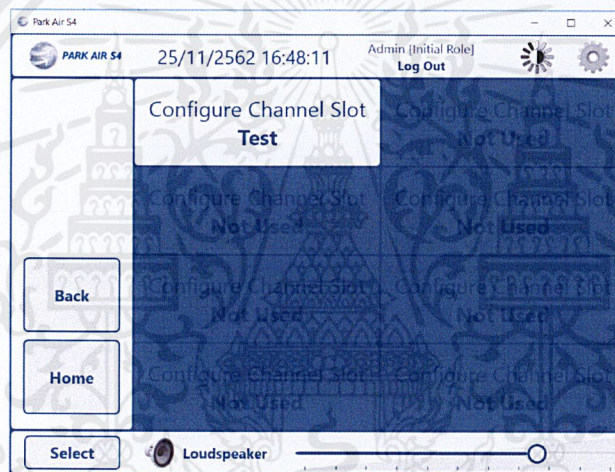 Park Air S4
PARK AIR S4
25/11/2562 16:48:11
Admin [Initial Role]
Log Out
Configure Channel Slot
Test
Configure Channel Slot
Not Used
Configure Channel Slot
Not Used
Configure Channel Slot
Not Used
Configure Channel Slot
Not Used
Configure Channel Slot
Not Used
Configure Channel Slot
Not Used
Configure Channel Slot
Not Used
Back
Home
Select
Loudspeaker